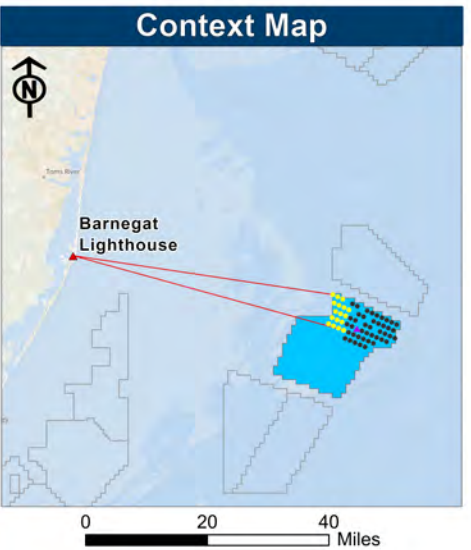 Context Map
N
Toms River
Barnegat
Lighthouse
0 20 40
Miles